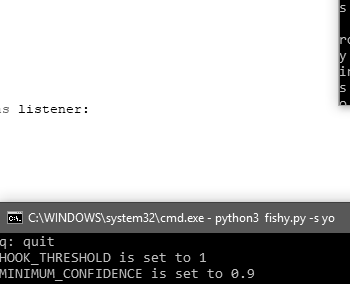 s
ro
y
in
s
listener:
C:\WINDOWS\system32\cmd.exe - python3 fishy.py -s yo
q: quit
HOOK_THRESHOLD is set to 1
MINIMUM_CONFIDENCE is set to 0.9